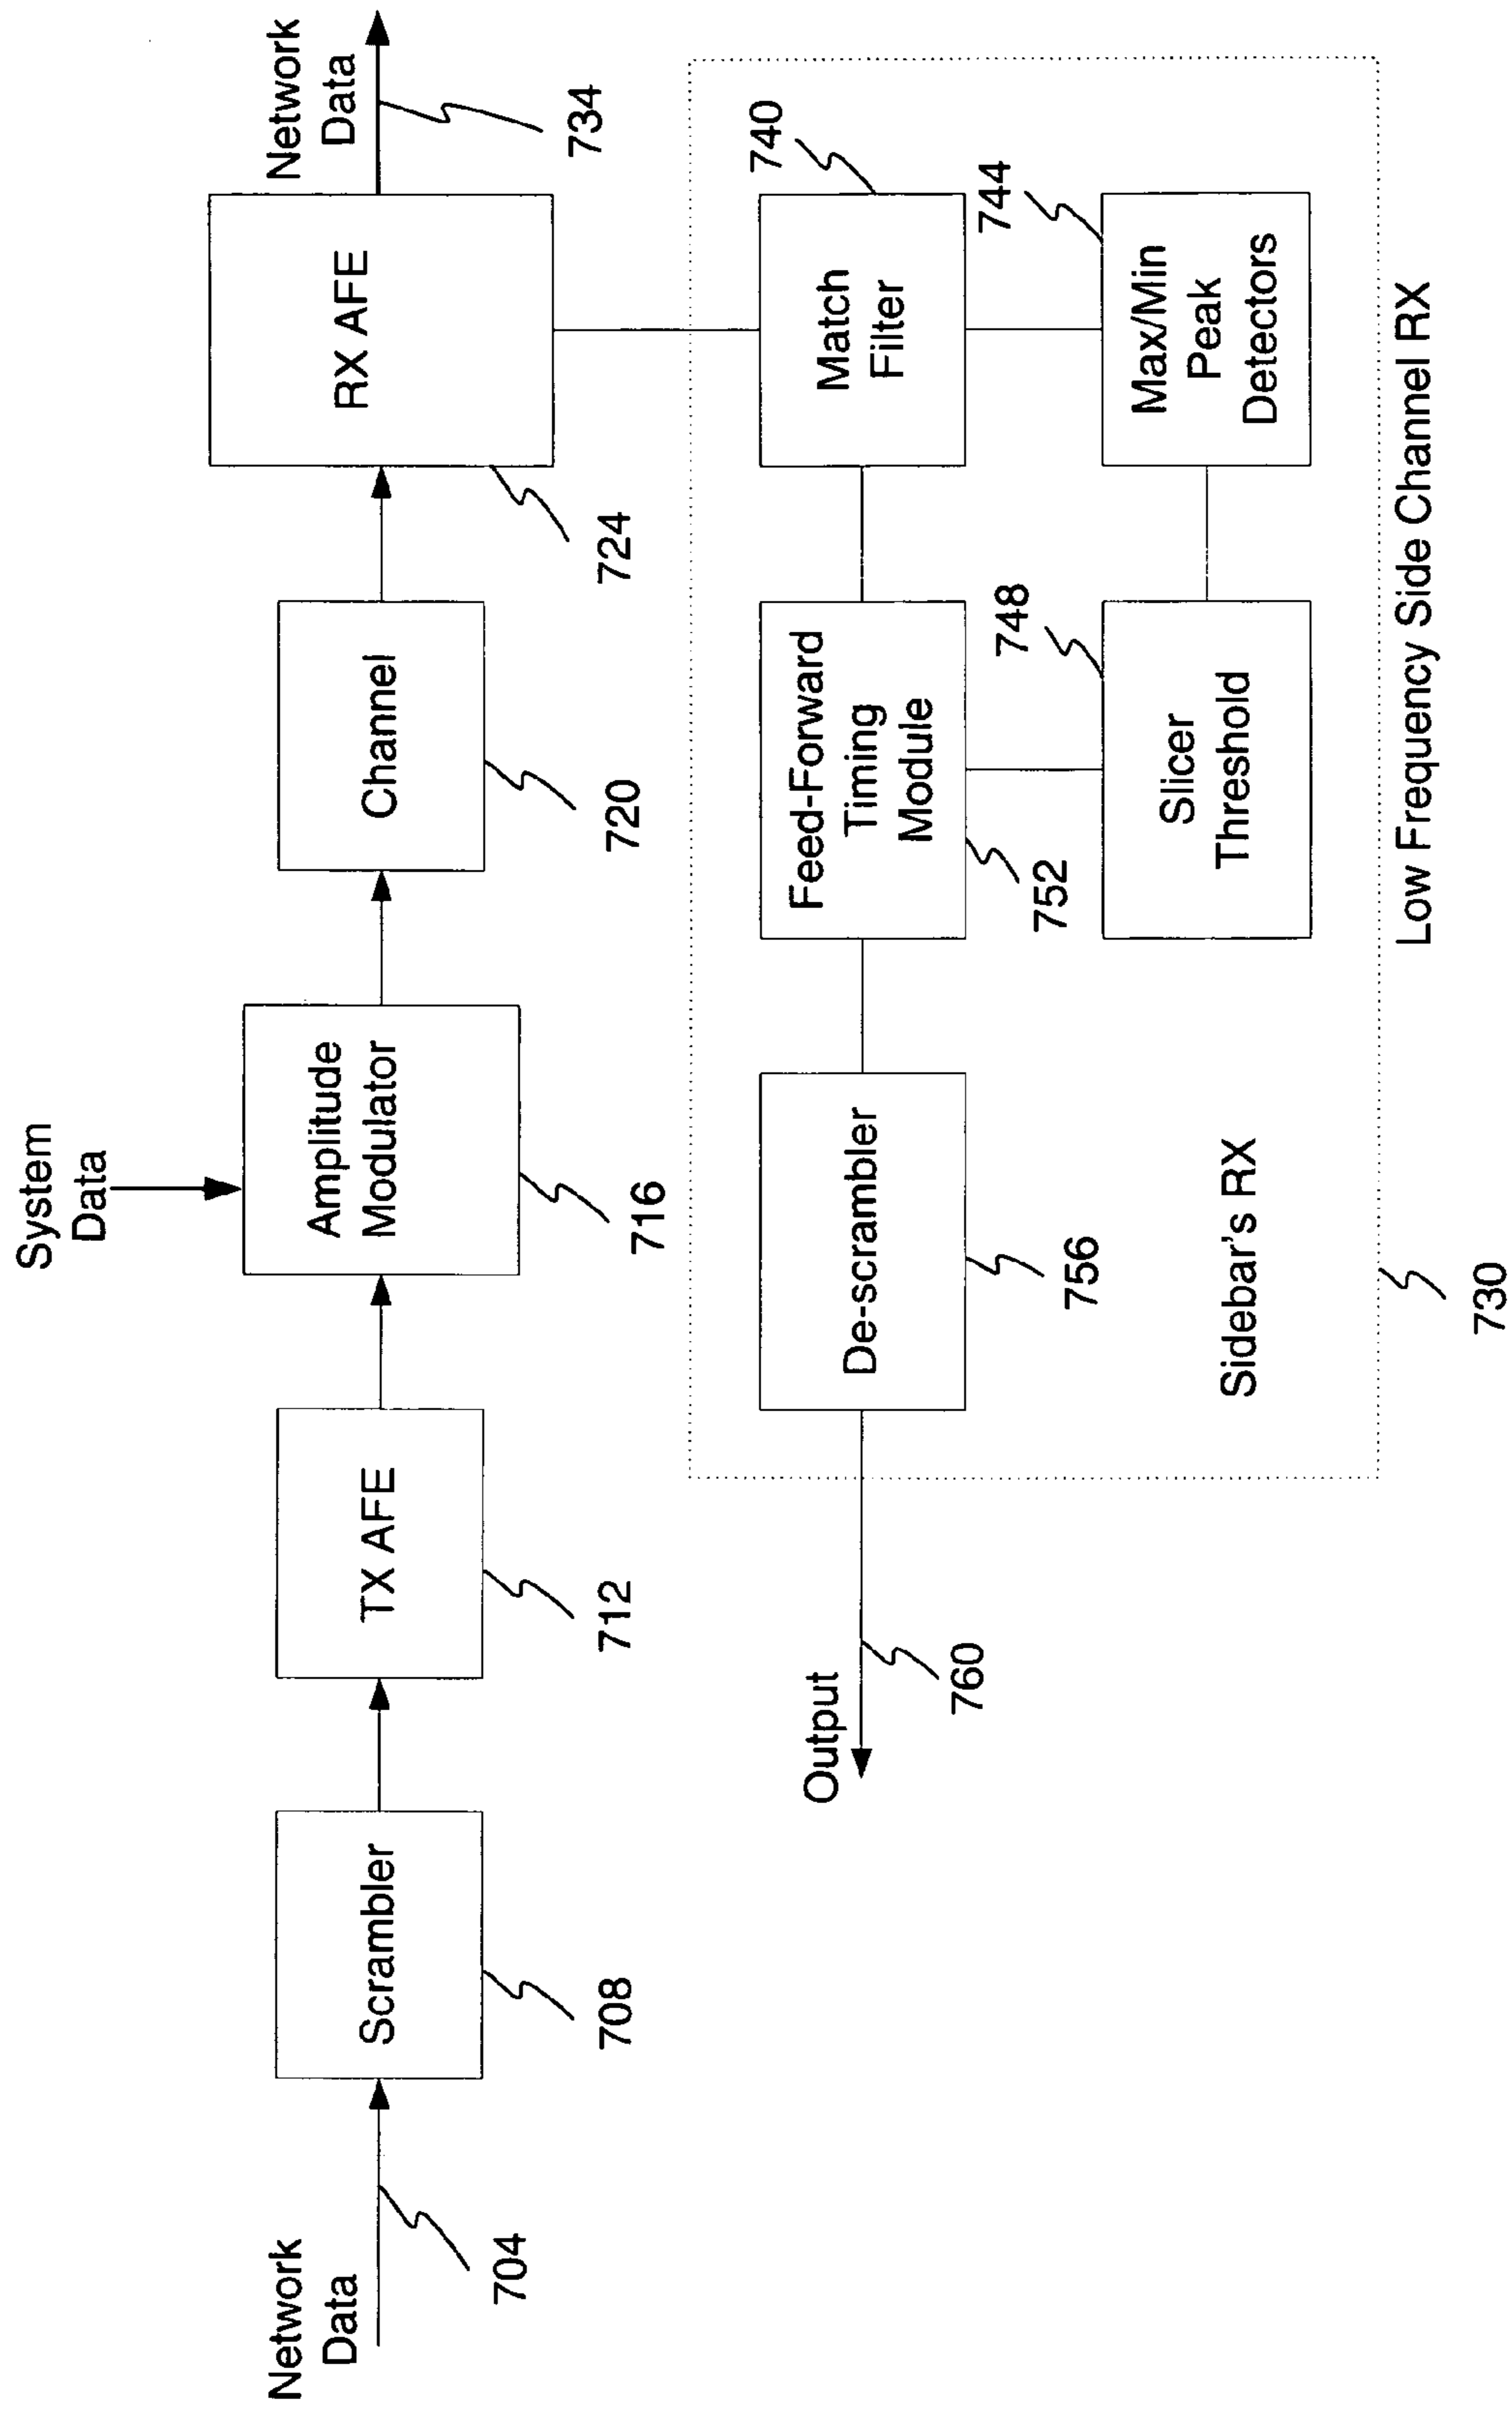 System
Data
Network
Data
704
Scrambler
708
TX AFE
712
Amplitude
Modulator
716
Channel
720
RX AFE
724
Network
Data
734
Output
760
De-scrambler
756
Feed-Forward
Timing
Module
752
Match
Filter
740
Slicer
Threshold
748
Max/Min
Peak
Detectors
744
Sidebar's RX
730
Low Frequency Side Channel RX